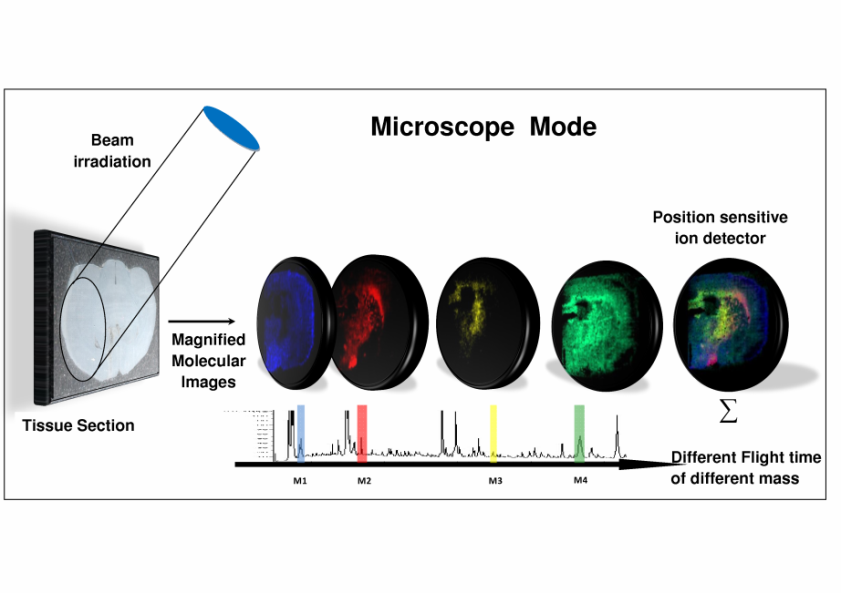 Microscope Mode
Beam
irradiation
Position sensitive
ion detector
Magnified
Molecular
Images
Tissue Section
∑
Different Flight time
of different mass
M1
M2
M3
M4